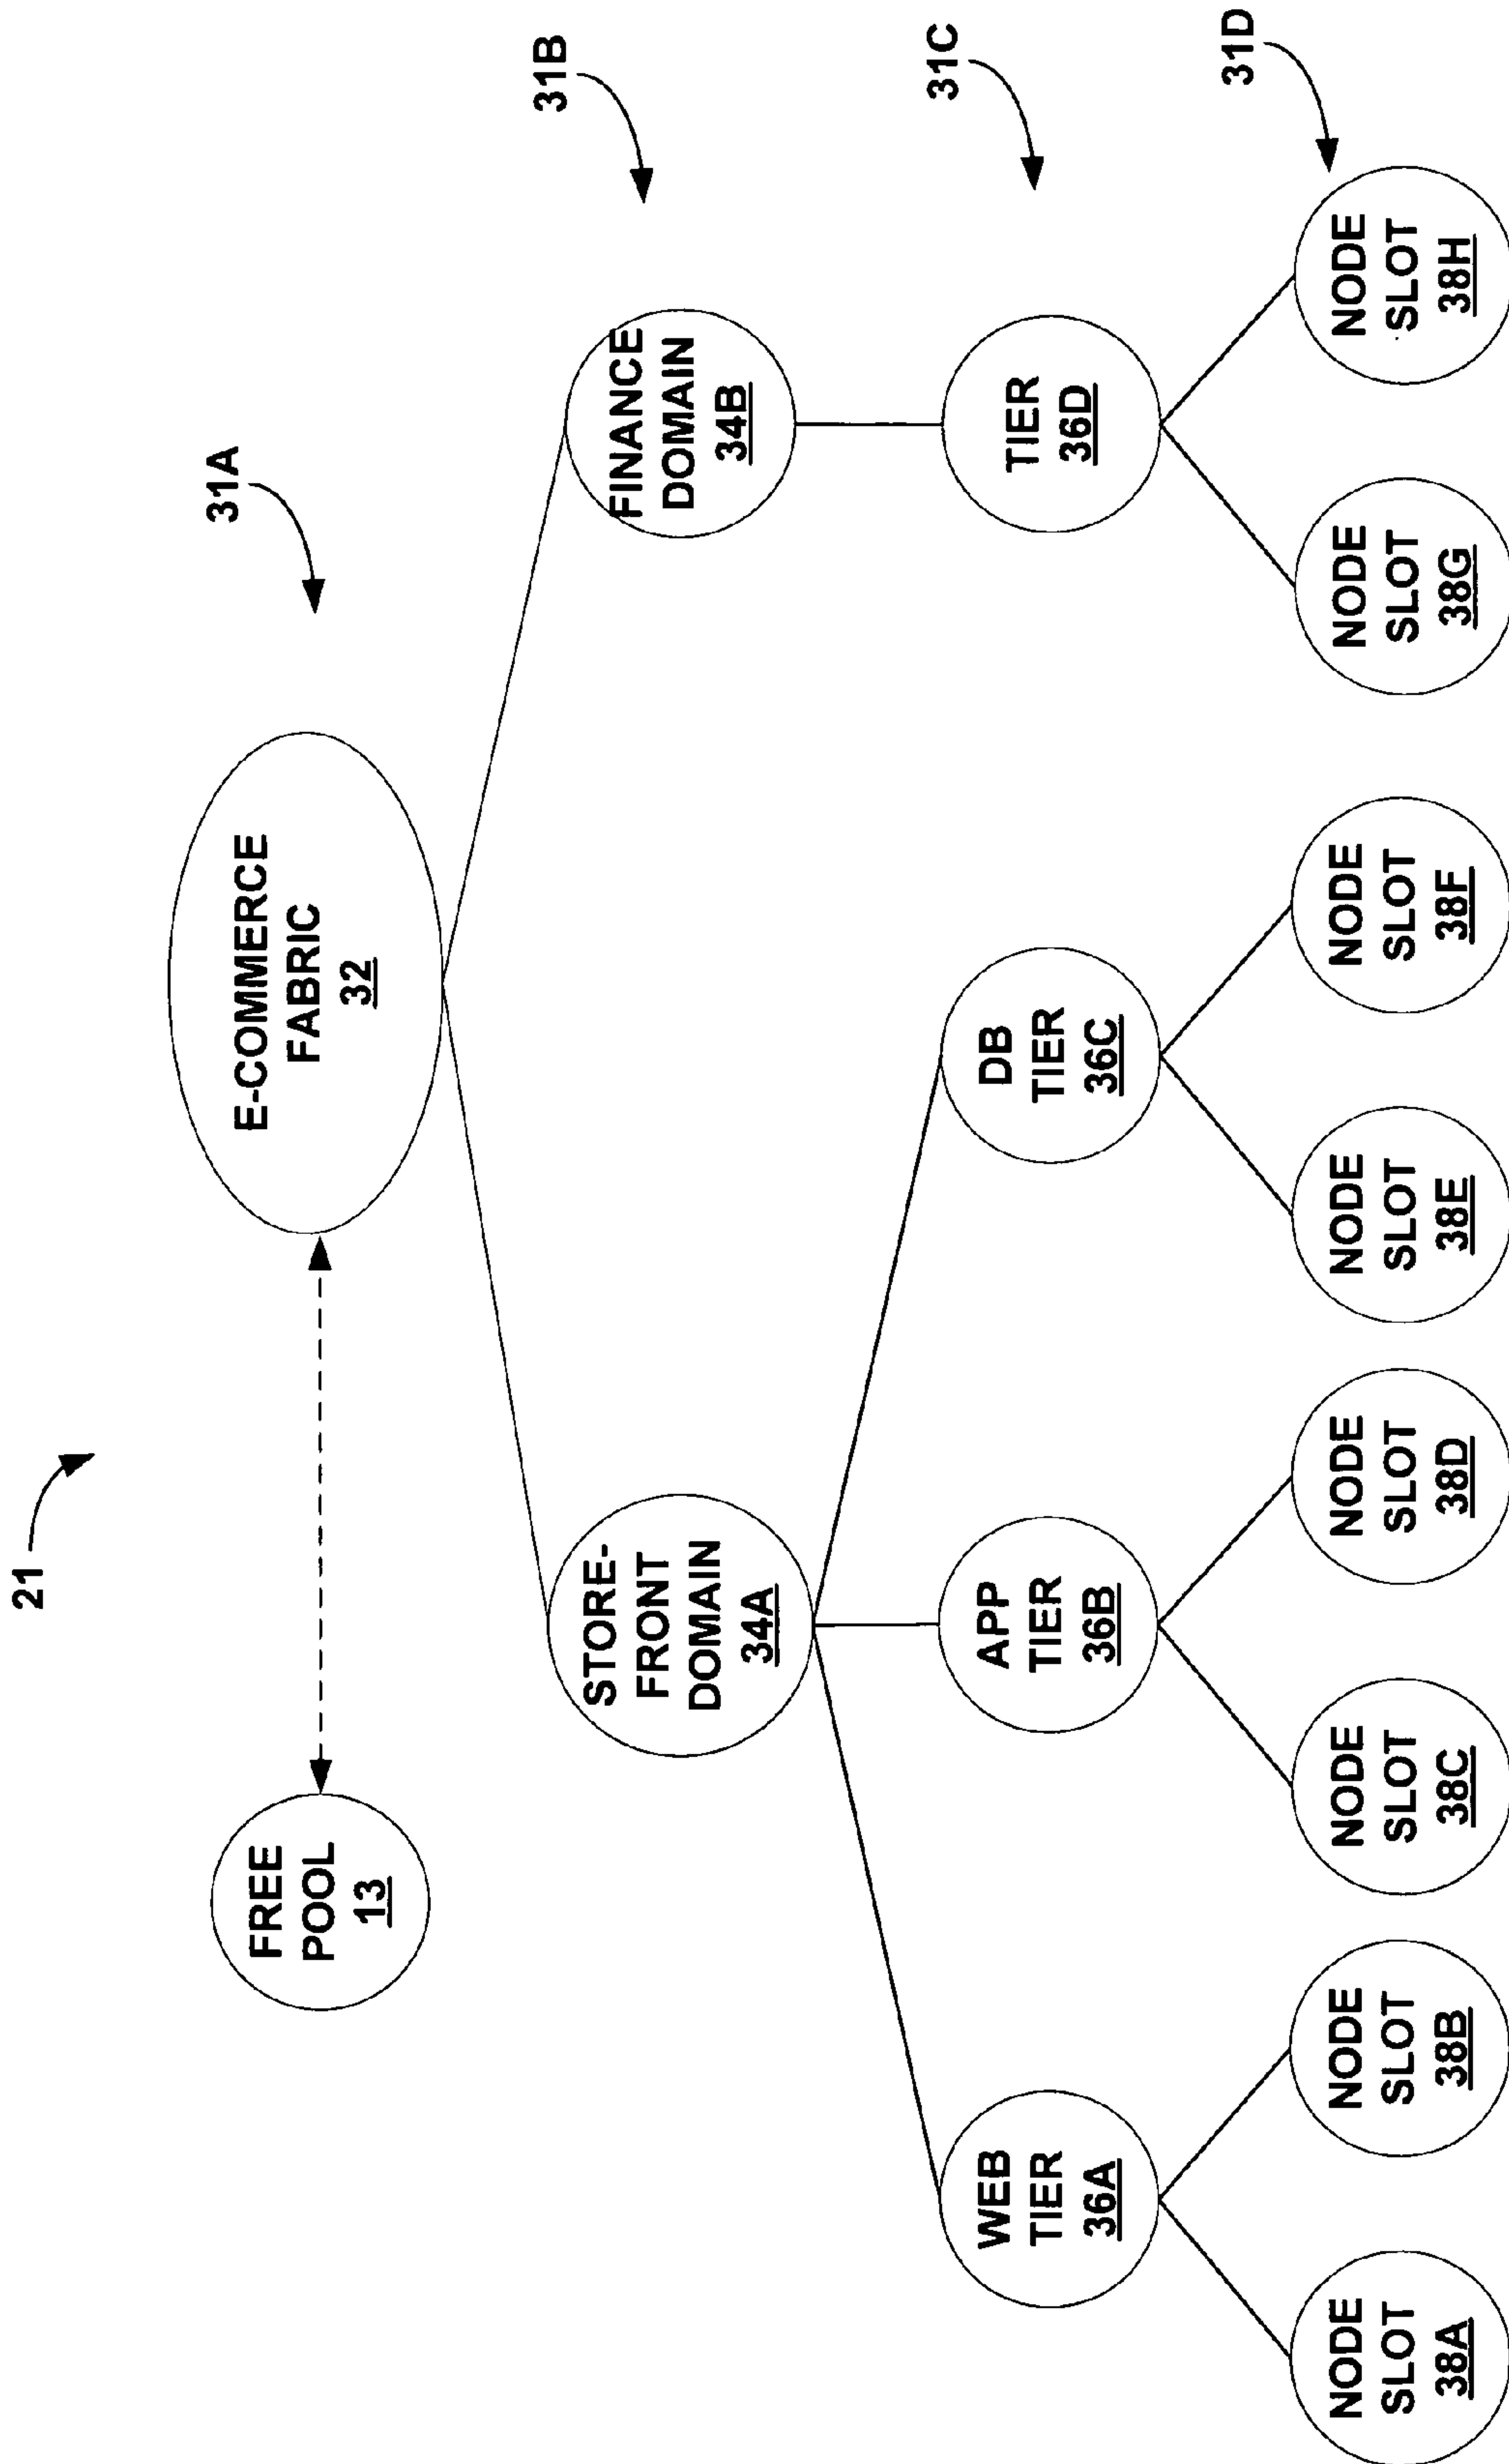 21
31A
FREE
POOL
13
E-COMMERCE
FABRIC
32
31B
STORE-
FRONT
DOMAIN
34A
FINANCE
DOMAIN
34B
31C
WEB
TIER
36A
APP
TIER
36B
DB
TIER
36C
TIER
36D
31D
NODE
SLOT
38A
NODE
SLOT
38B
NODE
SLOT
38C
NODE
SLOT
38D
NODE
SLOT
38E
NODE
SLOT
38F
NODE
SLOT
38G
NODE
SLOT
38H